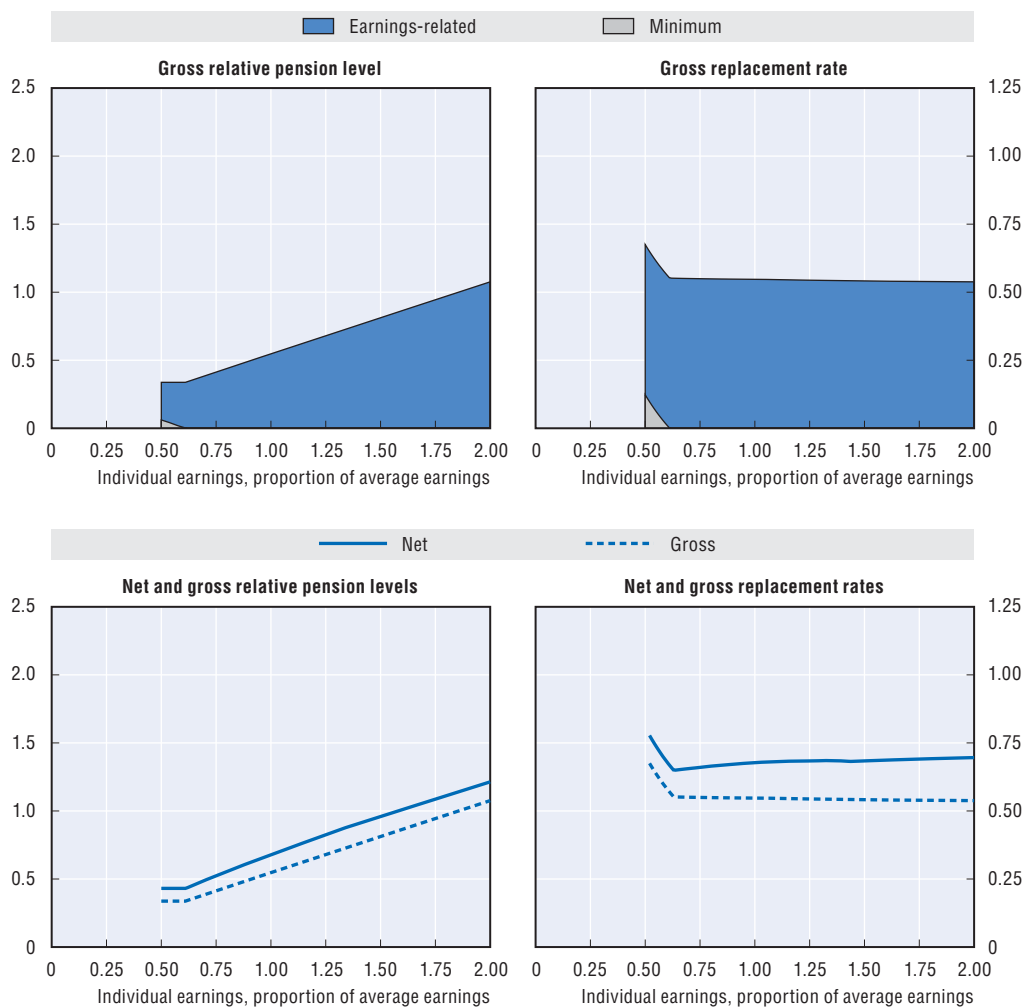 Earnings-related Minimum
Gross relative pension level
2.5
2.0
1.5
1.0
0.5
0
0 0.25 0.50 0.75 1.00 1.25 1.50 1.75 2.00
Individual earnings, proportion of average earnings
Gross replacement rate
1.25
1.00
0.75
0.50
0.25
0
0 0.25 0.50 0.75 1.00 1.25 1.50 1.75 2.00
Individual earnings, proportion of average earnings
Net Gross
Net and gross relative pension levels
2.5
2.0
1.5
1.0
0.5
0
0 0.25 0.50 0.75 1.00 1.25 1.50 1.75 2.00
Individual earnings, proportion of average earnings
Net and gross replacement rates
1.25
1.00
0.75
0.50
0.25
0
0 0.25 0.50 0.75 1.00 1.25 1.50 1.75 2.00
Individual earnings, proportion of average earnings